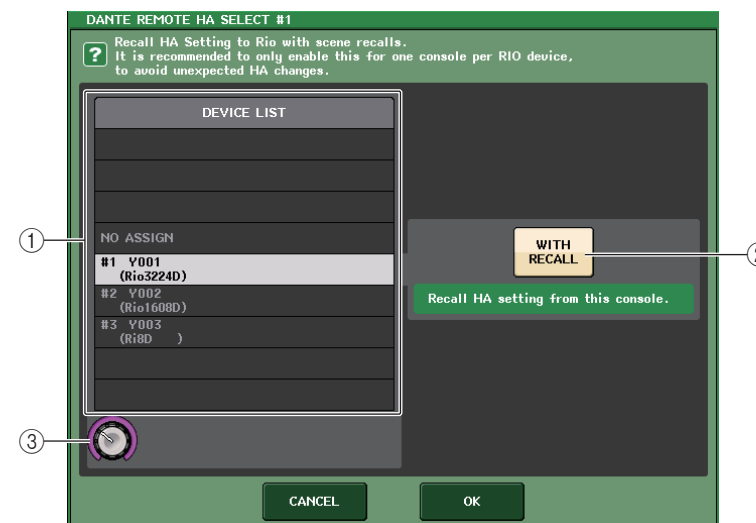 DANTE REMOTE HA SELECT #1
Recall HA Setting to Rio with scene recalls.
? It is recommended to only enable this for one console per RIO device,
to avoid unexpected HA changes.
DEVICE LIST
① NO ASSIGN
#1 Y001
(Rio3224D)
#2 Y002
(Rio1608D)
#3 Y003
(Ri8D )
WITH
RECALL
Recall HA setting from this console.
③
CANCEL OK